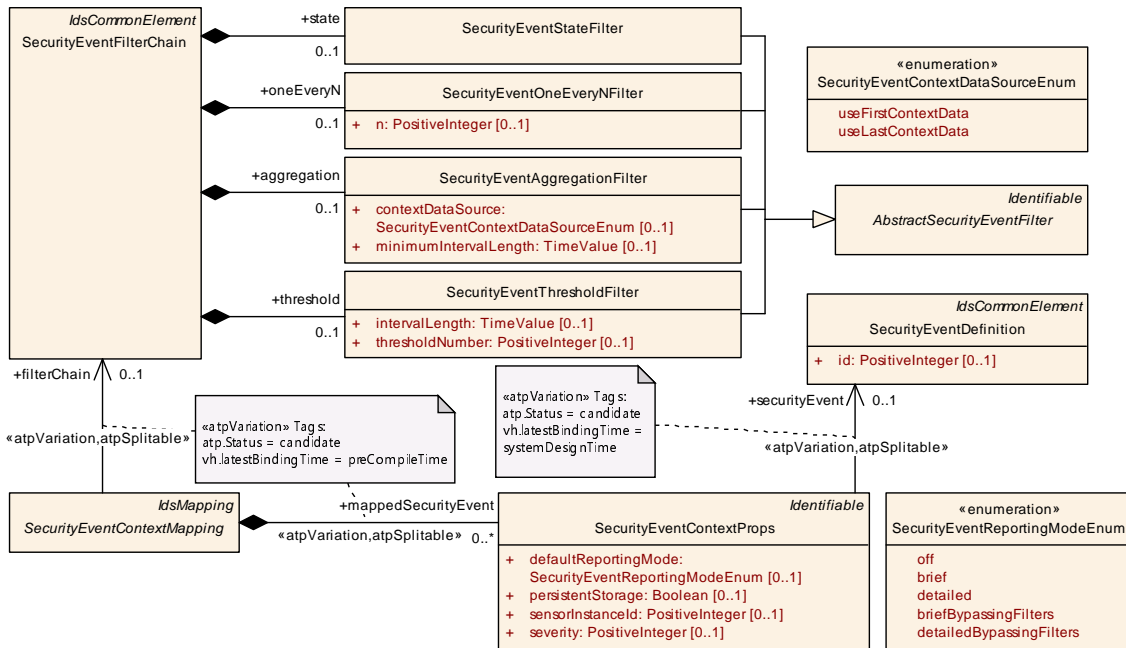 IdsCommonElement
SecurityEventFilterChain
+state
0..1
SecurityEventStateFilter
+oneEveryN
0..1
SecurityEventOneEveryNFilter
+ n: PositiveInteger [0..1]
+aggregation
0..1
SecurityEventAggregationFilter
+ contextDataSource:
SecurityEventContextDataSourceEnum [0..1]
+ minimumIntervalLength: TimeValue [0..1]
+threshold
0..1
SecurityEventThresholdFilter
+ intervalLength: TimeValue [0..1]
+ thresholdNumber: PositiveInteger [0..1]
«enumeration»
SecurityEventContextDataSourceEnum
useFirstContextData
useLastContextData
Identifiable
AbstractSecurityEventFilter
IdsCommonElement
SecurityEventDefinition
+ id: PositiveInteger [0..1]
+filterChain
0..1
«atpVariation,atpSplitable»
«atpVariation» Tags:
atp.Status = candidate
vh.latestBindingTime = preCompileTime
«atpVariation» Tags:
atp.Status = candidate
vh.latestBindingTime =
systemDesignTime
+securityEvent
0..1
«atpVariation,atpSplitable»
IdsMapping
SecurityEventContextMapping
+mappedSecurityEvent
«atpVariation,atpSplitable»
0..*
Identifiable
SecurityEventContextProps
+ defaultReportingMode:
SecurityEventReportingModeEnum [0..1]
+ persistentStorage: Boolean [0..1]
+ sensorInstanceId: PositiveInteger [0..1]
+ severity: PositiveInteger [0..1]
«enumeration»
SecurityEventReportingModeEnum
off
brief
detailed
briefBypassingFilters
detailedBypassingFilters